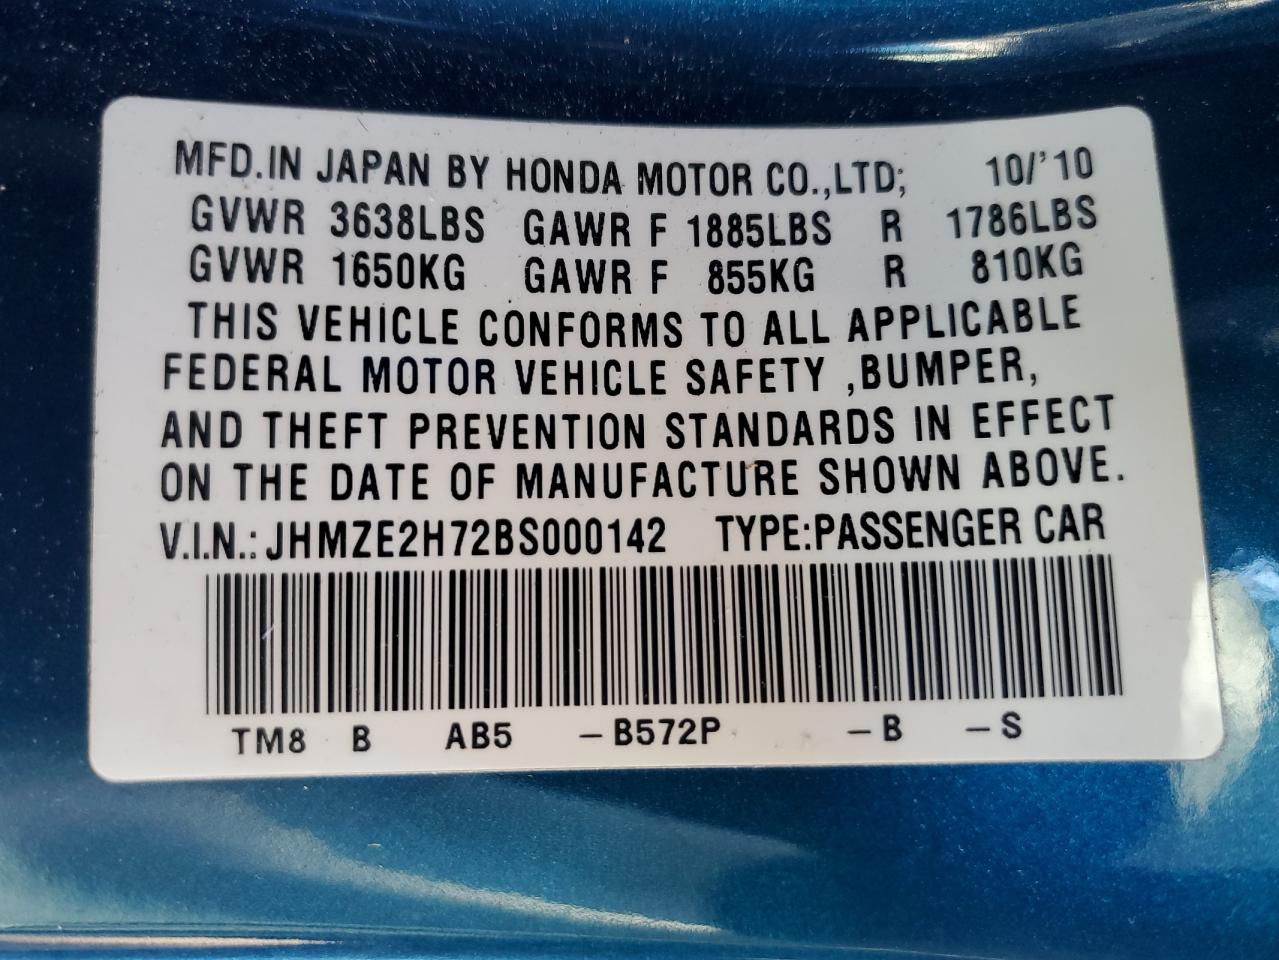 MFD.IN JAPAN BY HONDA MOTOR CO.,LTD; 10/'10
GVWR 3638LBS GAWR F 1885LBS R 1786LBS
GVWR 1650KG GAWR F 855KG R 810KG
THIS VEHICLE CONFORMS TO ALL APPLICABLE
FEDERAL MOTOR VEHICLE SAFETY ,BUMPER,
AND THEFT PREVENTION STANDARDS IN EFFECT
ON THE DATE OF MANUFACTURE SHOWN ABOVE.
V.I.N.: JHMZE2H72BS000142 TYPE:PASSENGER CAR
TM8 B AB5 – B572P – B – S